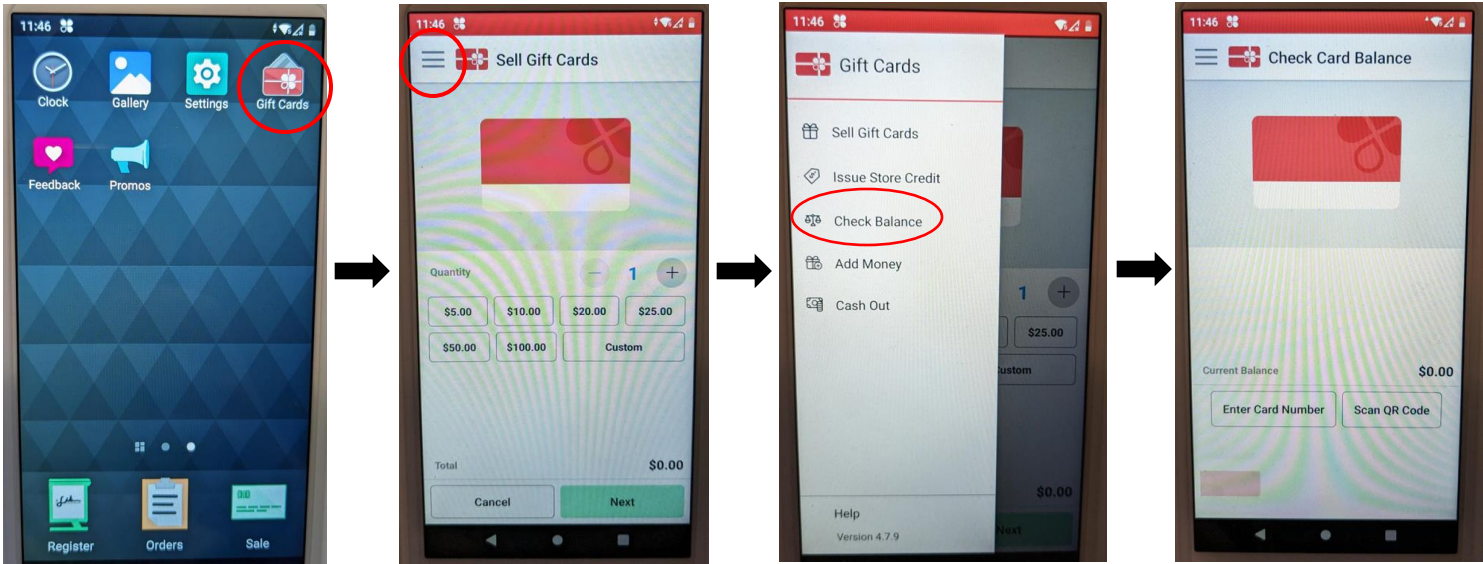 11:46
Clock Gallery Settings Gift Cards
Feedback Promos
Register Orders Sale
11:46
Sell Gift Cards
Quantity 1
$5.00 $10.00 $20.00 $25.00
$50.00 $100.00 Custom
Total $0.00
Cancel Next
11:46
Gift Cards
Sell Gift Cards
Issue Store Credit
Check Balance
Add Money
1
Cash Out
$25.00
ustom
$0.00
Help
Next
Version 4.7.9
11:46
Check Card Balance
Current Balance $0.00
Enter Card Number Scan QR Code